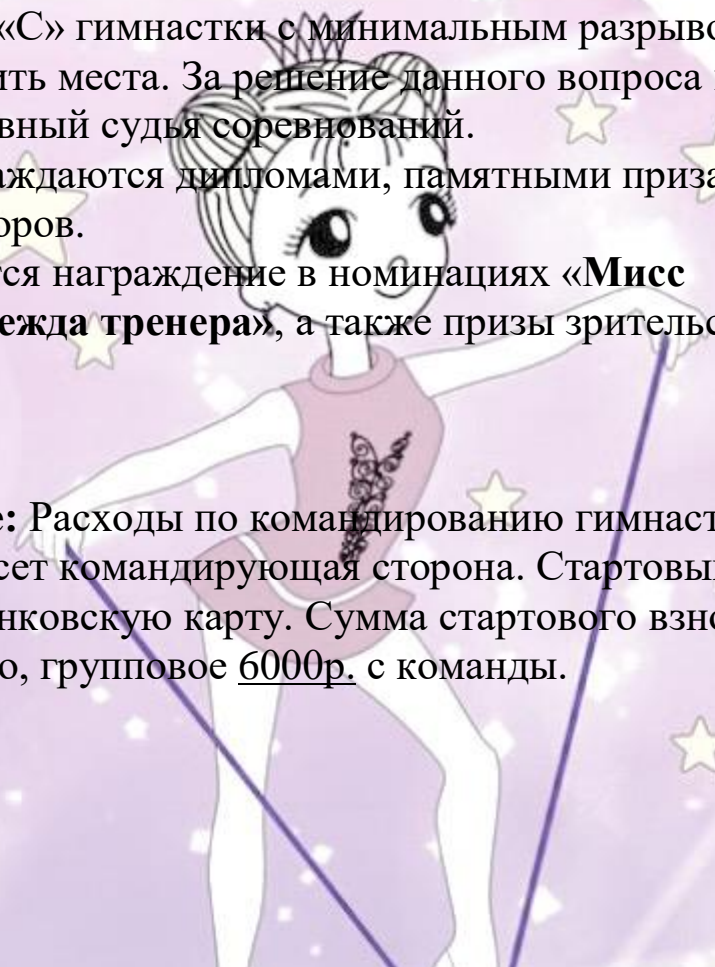 «С» гимнастки с минимальным разрыво
ить места. За решение данного вопроса
вный судья соревнований.
аждаются дипломами, памятными приза
оров.
ся награждение в номинациях «Мисс
ежда тренера», а также призы зрительс
е: Расходы по командированию гимнаст
сет командирующая сторона. Стартовы
нковскую карту. Сумма стартового взно
о, групповое 6000р. с команды.